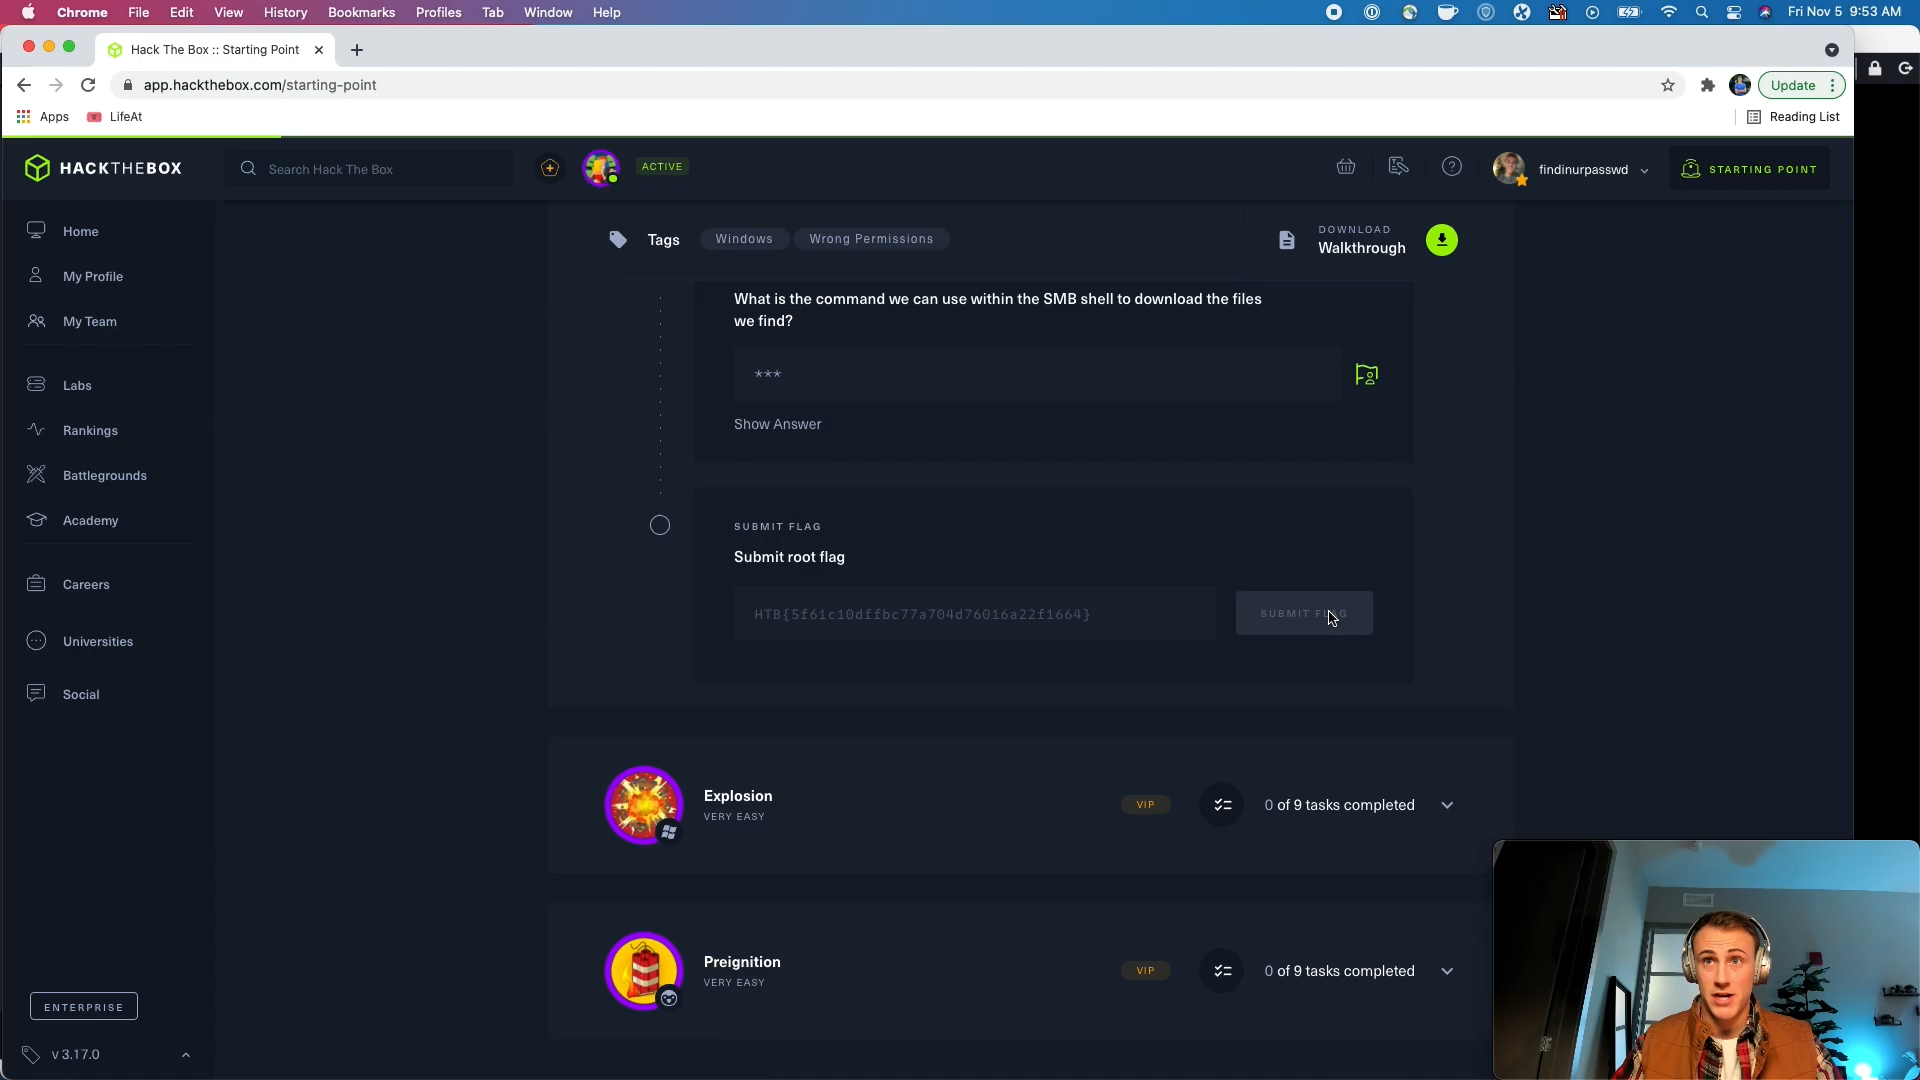 Chrome File Edit View History Bookmarks Profiles Tab Window Help Fri Nov 5 9:53 AM
Hack The Box :: Starting Point
app.hackthebox.com/starting-point Update
Apps LifeAt Reading List
HACKTHEBOX Search Hack The Box ACTIVE findinurpasswd STARTING POINT
Home
My Profile
My Team
Labs
Rankings
Battlegrounds
Academy
Careers
Universities
Social
ENTERPRISE
v 3.17.0
Tags Windows Wrong Permissions
DOWNLOAD
Walkthrough
What is the command we can use within the SMB shell to download the files
we find?
***
Show Answer
SUBMIT FLAG
Submit root flag
HTB{5f61c10dffbc77a704d76016a22f1664} SUBMIT FLAG
Explosion
VERY EASY
VIP 0 of 9 tasks completed
Preignition
VERY EASY
VIP 0 of 9 tasks completed